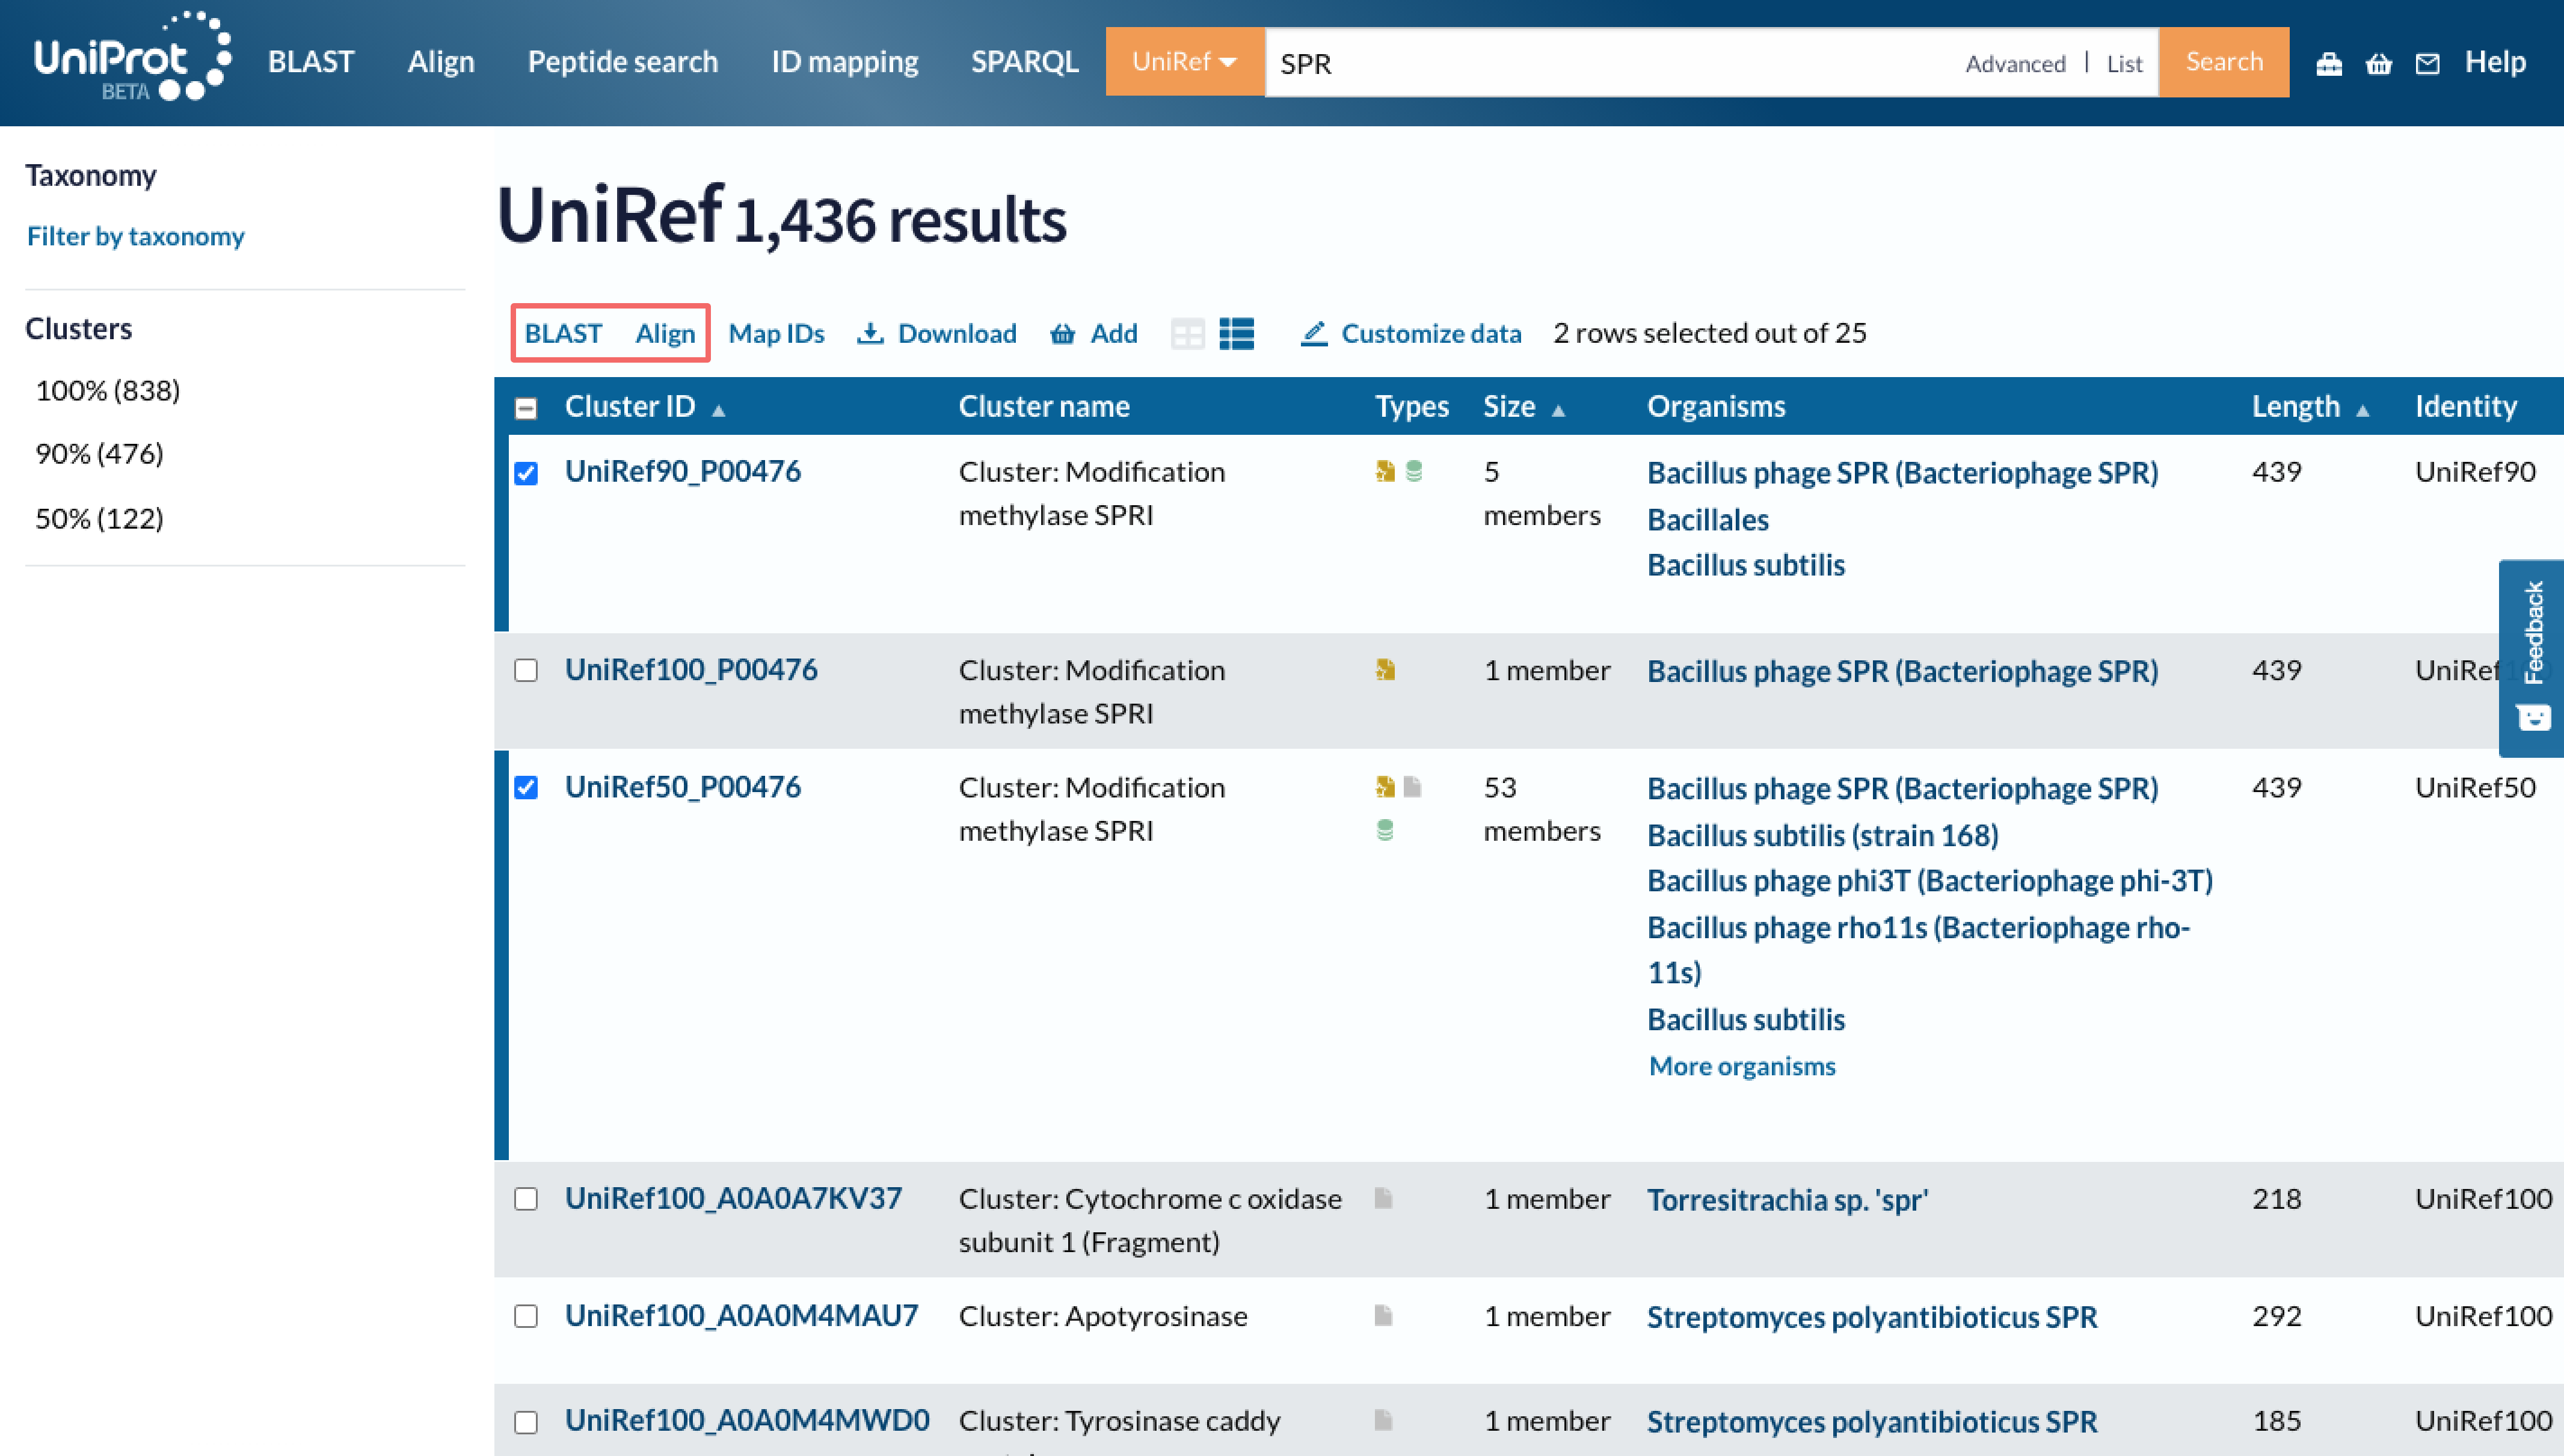 UniProt BETA BLAST Align Peptide search ID mapping SPARQL UniRef SPR Advanced | List Search Help
Taxonomy
Filter by taxonomy
Clusters
100% (838)
90% (476)
50% (122)
UniRef 1,436 results
BLAST Align Map IDs Download Add Customize data 2 rows selected out of 25
Cluster ID Cluster name Types Size Organisms Length Identity
UniRef90_P00476 Cluster: Modification 5 Bacillus phage SPR (Bacteriophage SPR) 439 UniRef90
methylase SPRI members Bacillales
Bacillus subtilis
UniRef100_P00476 Cluster: Modification 1 member Bacillus phage SPR (Bacteriophage SPR) 439
methylase SPRI
Feedback
UniRef50_P00476 Cluster: Modification 53 Bacillus phage SPR (Bacteriophage SPR) 439 UniRef50
methylase SPRI members Bacillus subtilis (strain 168)
Bacillus phage phi3T (Bacteriophage phi-3T)
Bacillus phage rho11s (Bacteriophage rho-
11s)
Bacillus subtilis
More organisms
UniRef100_A0A0A7KV37 Cluster: Cytochrome c oxidase 1 member Torresitrachia sp. 'spr' 218 UniRef100
subunit 1 (Fragment)
UniRef100_A0A0M4MAU7 Cluster: Apotyrosinase 1 member Streptomyces polyantibioticus SPR 292 UniRef100
UniRef100_A0A0M4MWD0 Cluster: Tyrosinase caddy 1 member Streptomyces polyantibioticus SPR 185 UniRef100